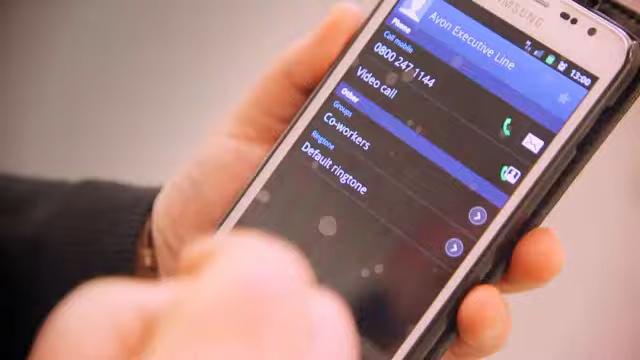 SAMSUNG
13:00
Avon Executive Line
Phone
Call mobile
0800 247 1144
Video call
Other
Groups
Co-workers
Ringtone
Default ringtone